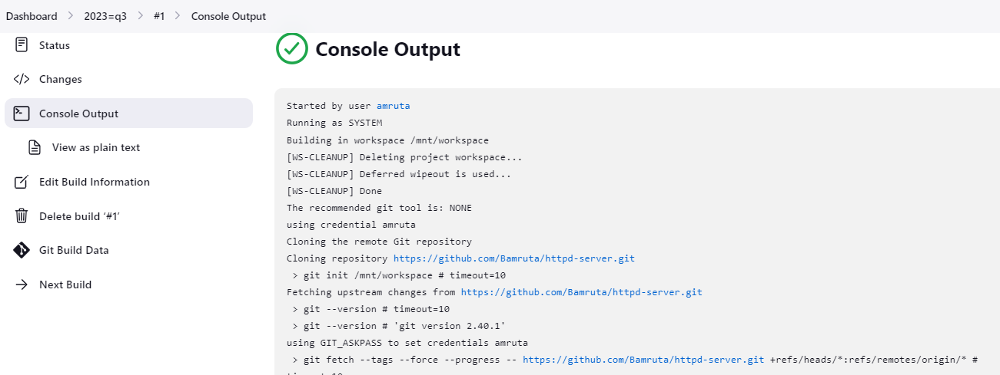 Dashboard > 2023=q3 > #1 > Console Output
Status
Changes
Console Output
View as plain text
Edit Build Information
Delete build ‘#1’
Git Build Data
Next Build
Console Output
Started by user amruta
Running as SYSTEM
Building in workspace /mnt/workspace
[WS-CLEANUP] Deleting project workspace...
[WS-CLEANUP] Deferred wipeout is used...
[WS-CLEANUP] Done
The recommended git tool is: NONE
using credential amruta
Cloning the remote Git repository
Cloning repository https://github.com/Bamruta/httpd-server.git
> git init /mnt/workspace # timeout=10
Fetching upstream changes from https://github.com/Bamruta/httpd-server.git
> git --version # timeout=10
> git --version # 'git version 2.40.1'
using GIT_ASKPASS to set credentials amruta
> git fetch --tags --force --progress -- https://github.com/Bamruta/httpd-server.git +refs/heads/*:refs/remotes/origin/* #